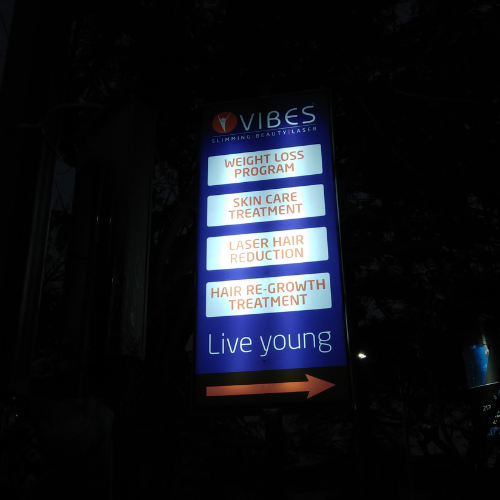 VIBES
SLIMMING|BEAUTY|LASER
WEIGHT LOSS
PROGRAM
SKIN CARE
TREATMENT
LASER HAIR
REDUCTION
HAIR RE-GROWTH
TREATMENT
Live young